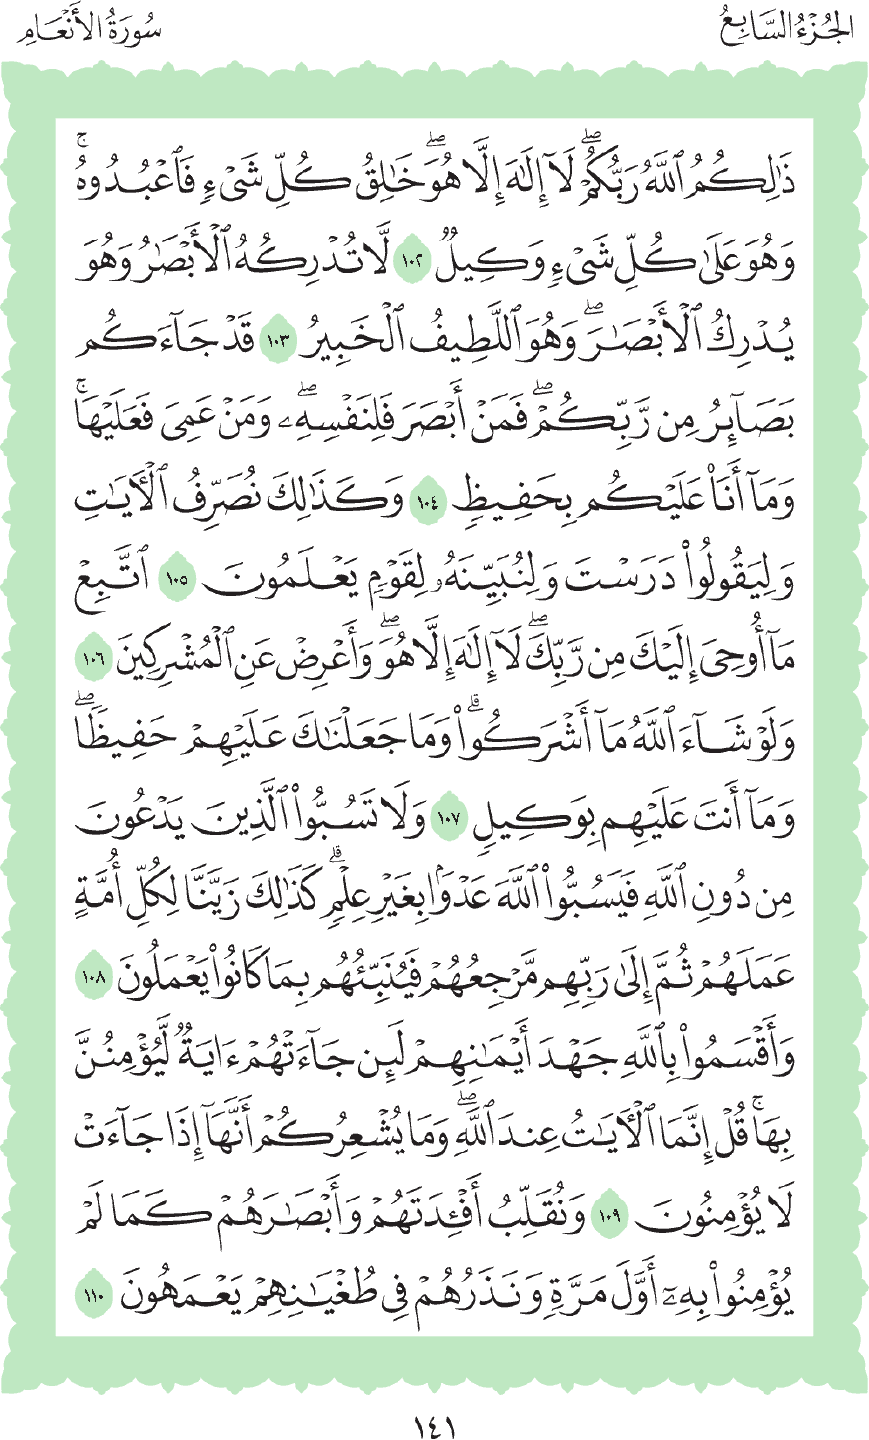 الجُزْءُ السَّابِعُ
سُورَةُ الأَنْعَامِ
ذَٰلِكُمُ ٱللَّهُ رَبُّكُمْۖ لَآ إِلَٰهَ إِلَّا هُوَۖ خَٰلِقُ كُلِّ شَىْءٍ فَٱعْبُدُوهُۚ
وَهُوَ عَلَىٰ كُلِّ شَىْءٍ وَكِيلٌ ١٠٢ لَّا تُدْرِكُهُ ٱلْأَبْصَٰرُ وَهُوَ
يُدْرِكُ ٱلْأَبْصَٰرَۖ وَهُوَ ٱللَّطِيفُ ٱلْخَبِيرُ ١٠٣ قَدْ جَآءَكُم
بَصَآئِرُ مِن رَّبِّكُمْۖ فَمَنْ أَبْصَرَ فَلِنَفْسِهِۦۖ وَمَنْ عَمِىَ فَعَلَيْهَاۚ
وَمَآ أَنَا۠ عَلَيْكُم بِحَفِيظٍ ١٠٤ وَكَذَٰلِكَ نُصَرِّفُ ٱلْءَايَٰتِ
وَلِيَقُولُوا۟ دَرَسْتَ وَلِنُبَيِّنَهُۥ لِقَوْمٍ يَعْلَمُونَ ١٠٥ ٱتَّبِعْ
مَآ أُوحِىَ إِلَيْكَ مِن رَّبِّكَۖ لَآ إِلَٰهَ إِلَّا هُوَۖ وَأَعْرِضْ عَنِ ٱلْمُشْرِكِينَ ١٠٦
وَلَوْ شَآءَ ٱللَّهُ مَآ أَشْرَكُوا۟ۗ وَمَا جَعَلْنَٰكَ عَلَيْهِمْ حَفِيظًاۖ
وَمَآ أَنتَ عَلَيْهِم بِوَكِيلٍ ١٠٧ وَلَا تَسُبُّوا۟ ٱلَّذِينَ يَدْعُونَ
مِن دُونِ ٱللَّهِ فَيَسُبُّوا۟ ٱللَّهَ عَدْوًۢا بِغَيْرِ عِلْمٍۗ كَذَٰلِكَ زَيَّنَّا لِكُلِّ أُمَّةٍ
عَمَلَهُمْ ثُمَّ إِلَىٰ رَبِّهِم مَّرْجِعُهُمْ فَيُنَبِّئُهُم بِمَا كَانُوا۟ يَعْمَلُونَ ١٠٨
وَأَقْسَمُوا۟ بِٱللَّهِ جَهْدَ أَيْمَٰنِهِمْ لَئِن جَآءَتْهُمْ ءَايَةٌ لَّيُؤْمِنُنَّ
بِهَاۚ قُلْ إِنَّمَا ٱلْءَايَٰتُ عِندَ ٱللَّهِۖ وَمَا يُشْعِرُكُمْ أَنَّهَآ إِذَا جَآءَتْ
لَا يُؤْمِنُونَ ١٠٩ وَنُقَلِّبُ أَفْـِٔدَتَهُمْ وَأَبْصَٰرَهُمْ كَمَا لَمْ
يُؤْمِنُوا۟ بِهِۦٓ أَوَّلَ مَرَّةٍ وَنَذَرُهُمْ فِى طُغْيَٰنِهِمْ يَعْمَهُونَ ١١٠
١٤١